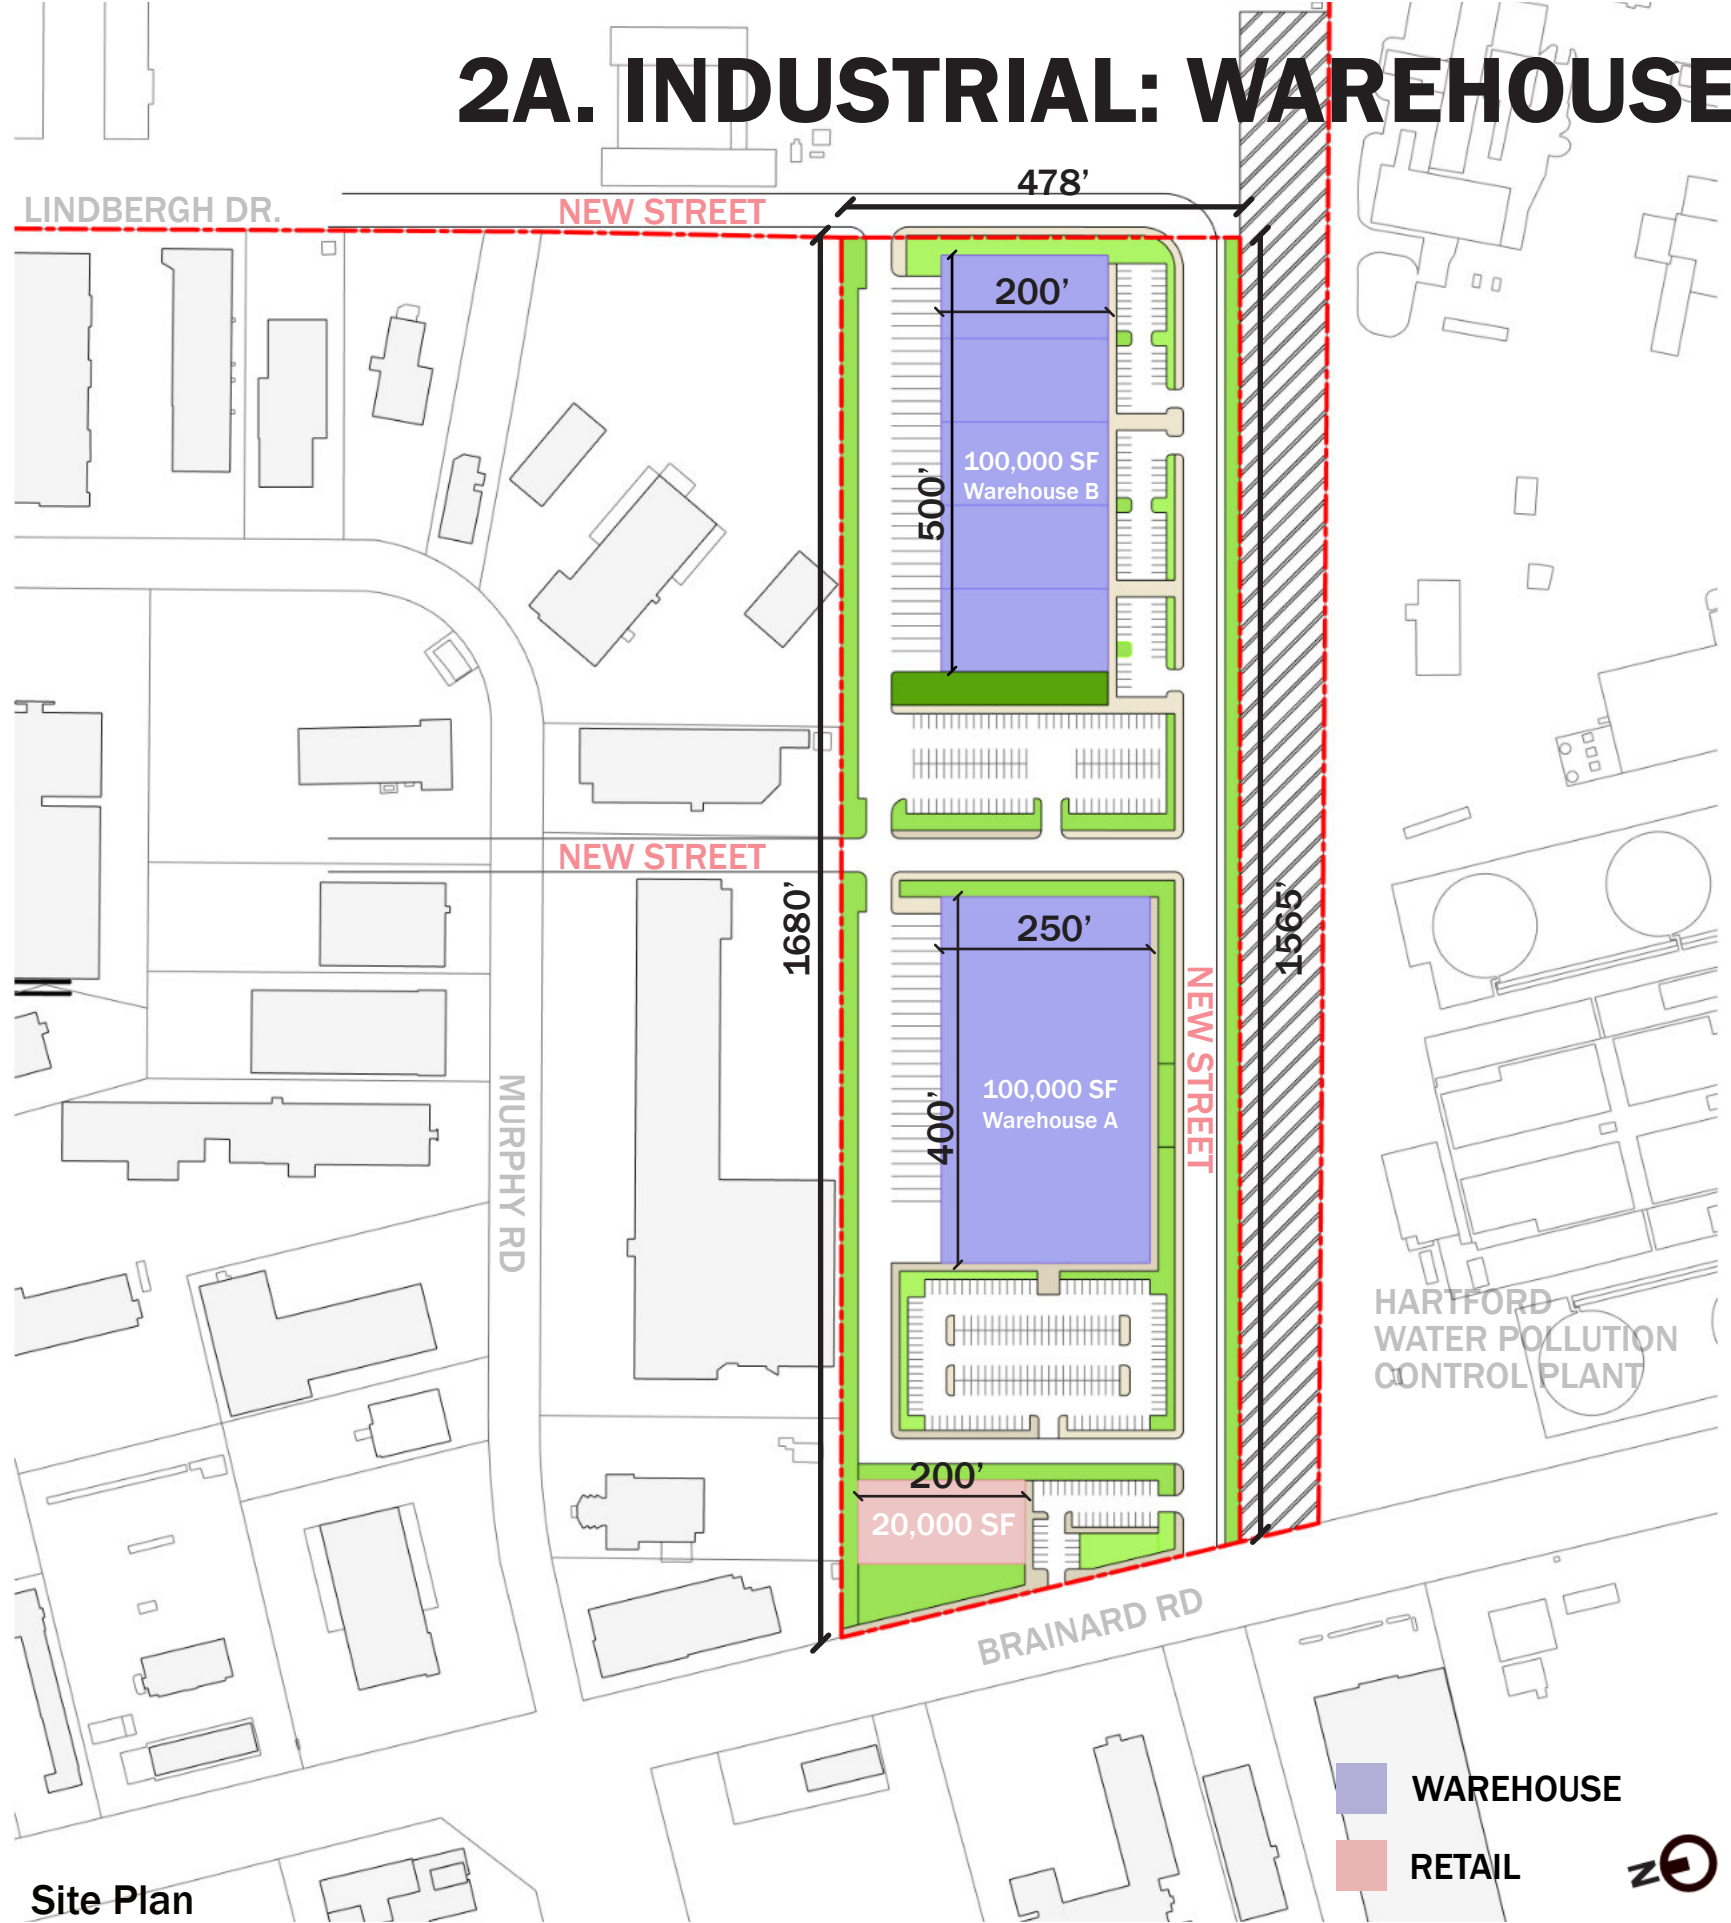 2A. INDUSTRIAL: WAREHOUSE
478’
LINDBERGH DR.
NEW STREET
200’
100,000 SF
Warehouse B
500’
NEW STREET
1680’
1565’
250’
NEW STREET
100,000 SF
Warehouse A
400’
MURPHY RD
HARTFORD
WATER POLLUTION
CONTROL PLANT
200’
20,000 SF
BRAINARD RD
WAREHOUSE
RETAIL
N
Site Plan